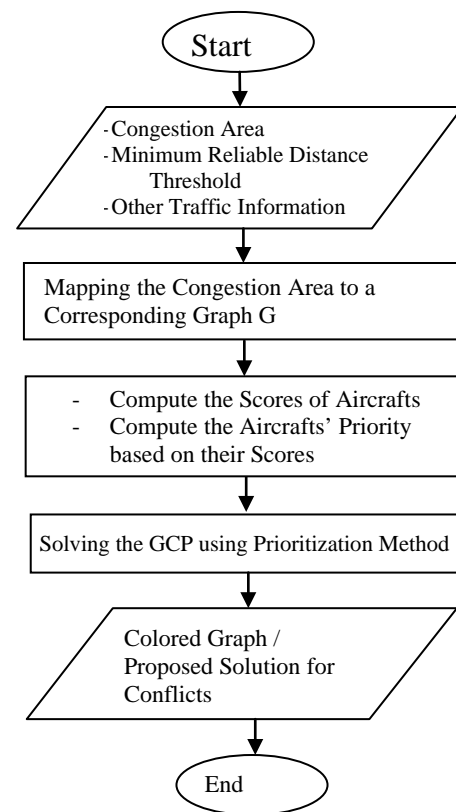 Start
-Congestion Area
-Minimum Reliable Distance
Threshold
-Other Traffic Information
Mapping the Congestion Area to a
Corresponding Graph G
- Compute the Scores of Aircrafts
- Compute the Aircrafts’ Priority
based on their Scores
Solving the GCP using Prioritization Method
Colored Graph /
Proposed Solution for
Conflicts
End